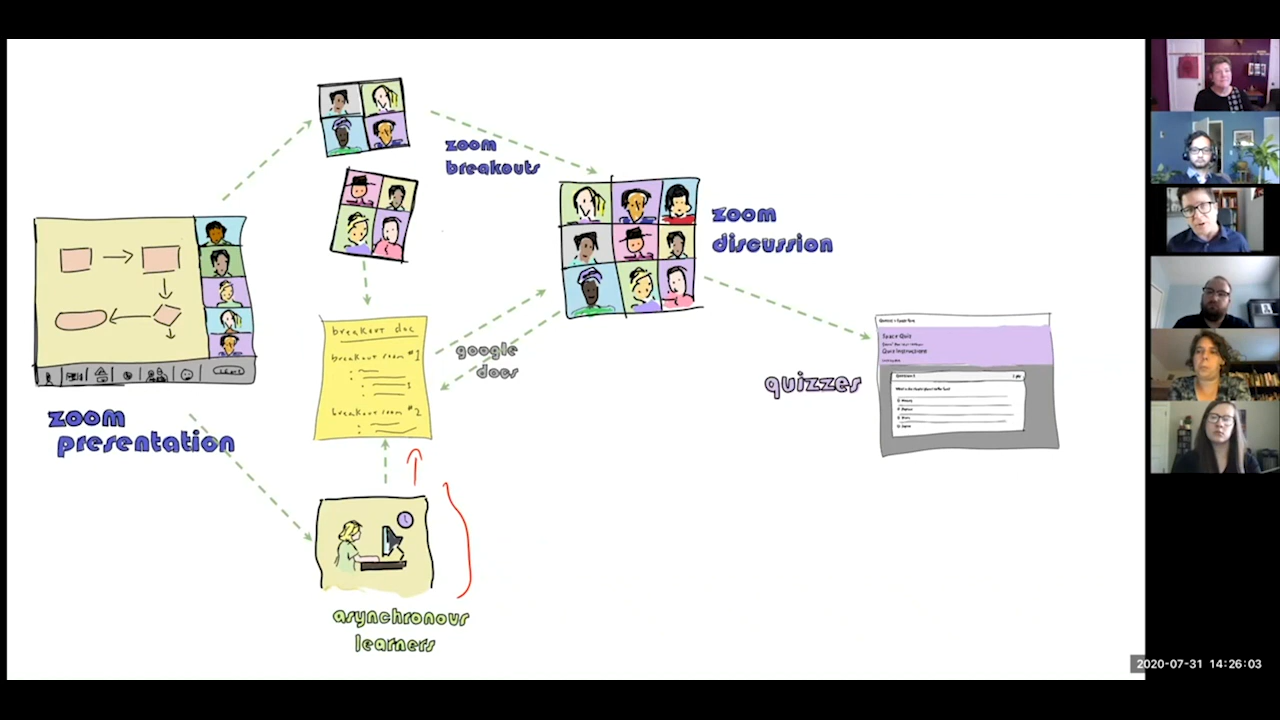 zoom
breakouts
zoom
discussion
breakout doc
breakout room #1
breakout room #2
google
docs
zoom
presentation
quizzes
Quiz Instructions
asynchronous
learners
2020-07-31 14:26:03